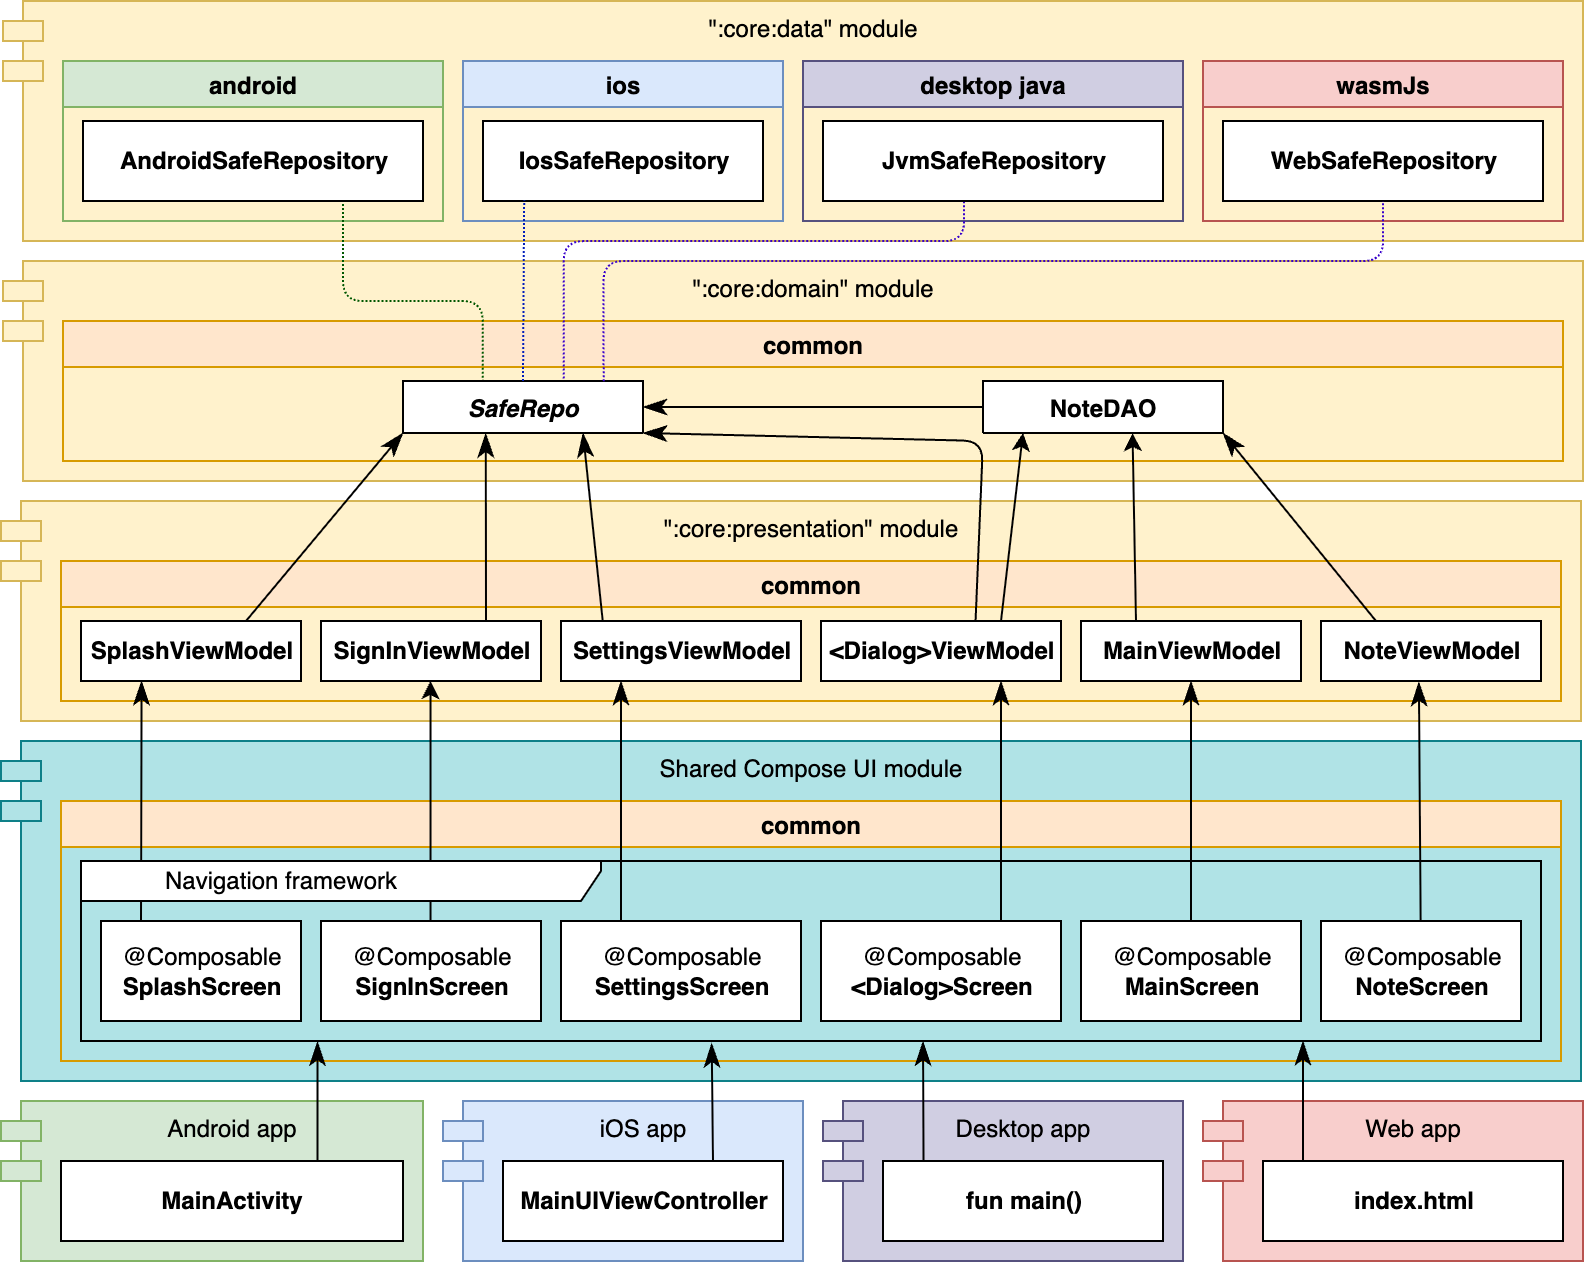 ":core:data" module
android
ios
desktop java
wasmJs
AndroidSafeRepository
IosSafeRepository
JvmSafeRepository
WebSafeRepository
":core:domain" module
common
SafeRepo
NoteDAO
":core:presentation" module
common
SplashViewModel
SignInViewModel
SettingsViewModel
<Dialog>ViewModel
MainViewModel
NoteViewModel
Shared Compose UI module
common
Navigation framework
@Composable
SplashScreen
@Composable
SignInScreen
@Composable
SettingsScreen
@Composable
<Dialog>Screen
@Composable
MainScreen
@Composable
NoteScreen
Android app
MainActivity
iOS app
MainUIViewController
Desktop app
fun main()
Web app
index.html